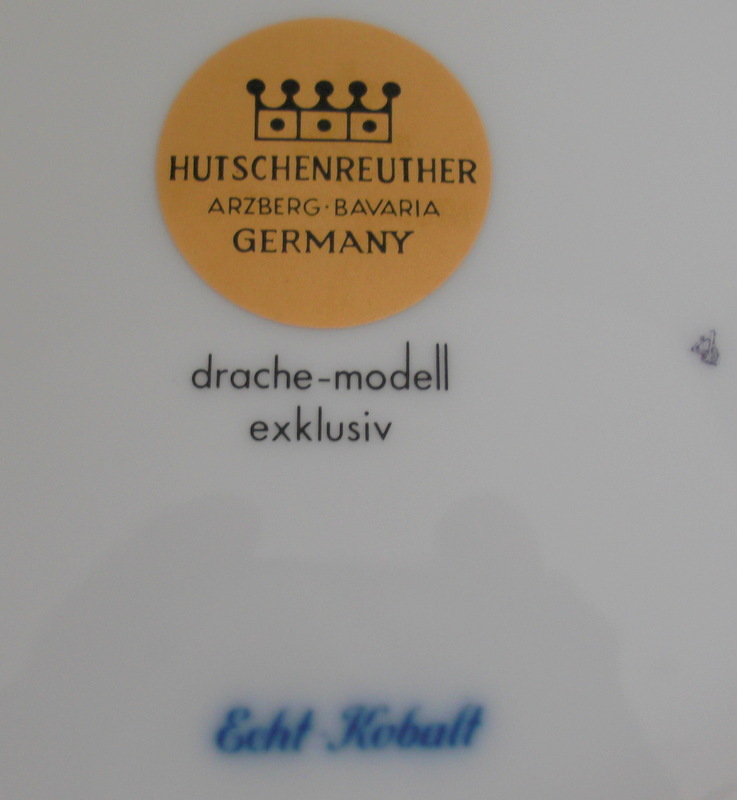 HUTSCHENREUTHER
ARZBERG·BAVARIA
GERMANY
drache-modell
exklusiv
Echt Kobalt